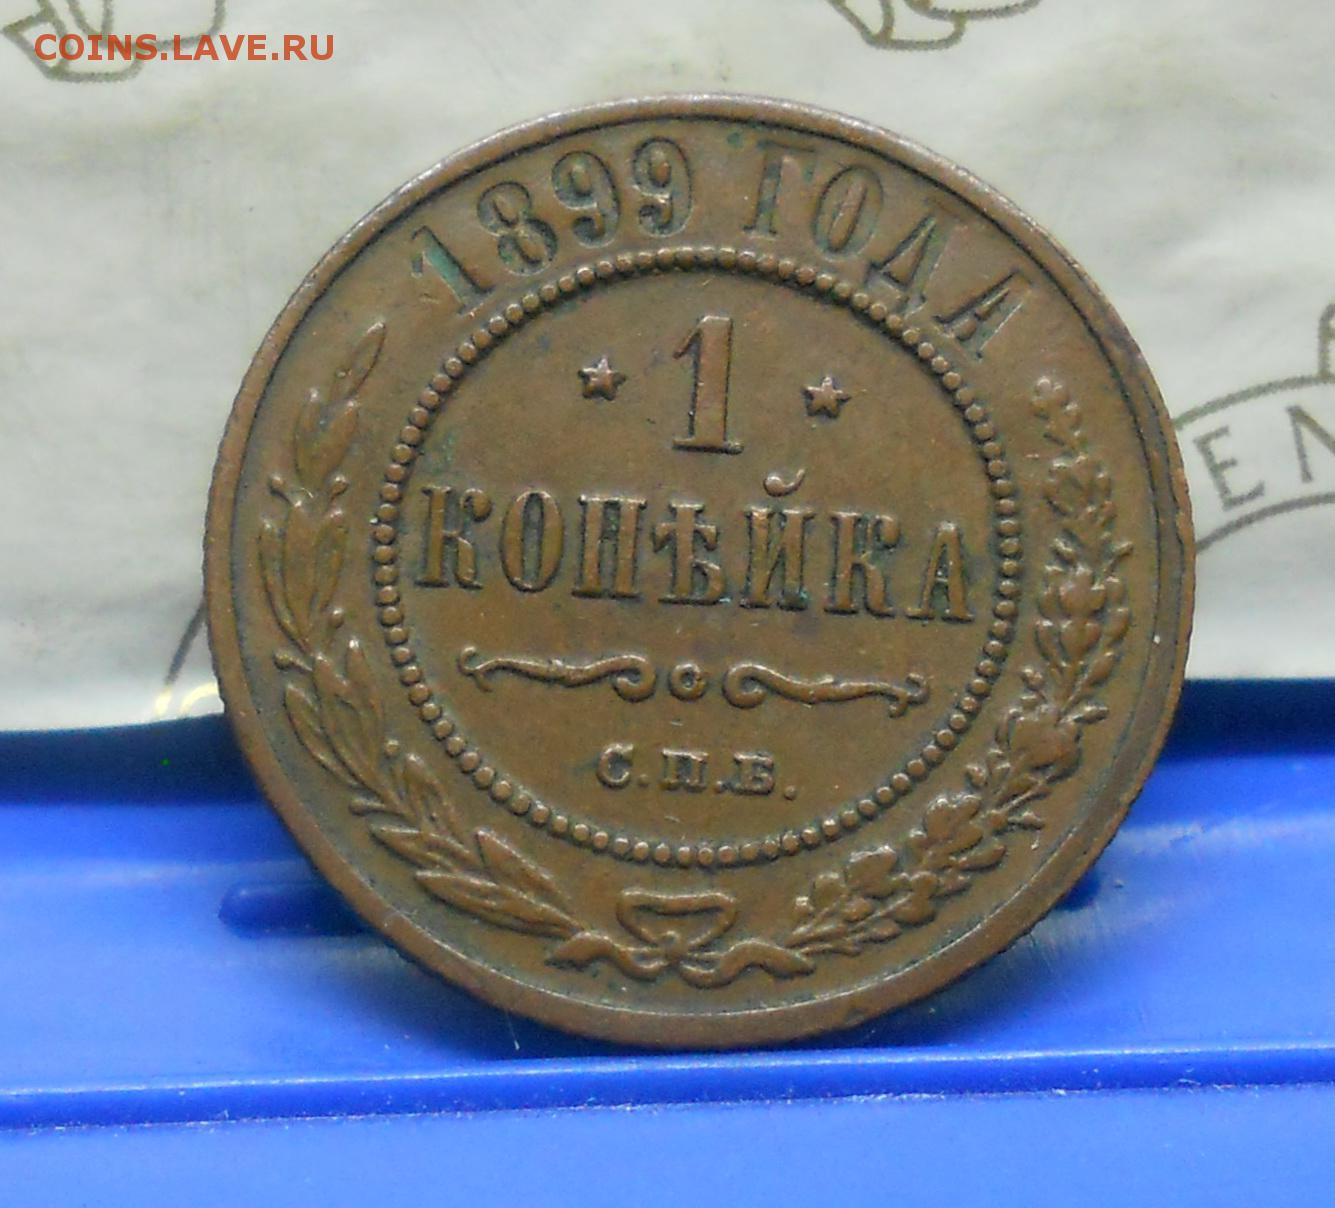 COINS.LAVE.RU
1899 ГОДА
1
КОПѢЙКА
С.П.Б.